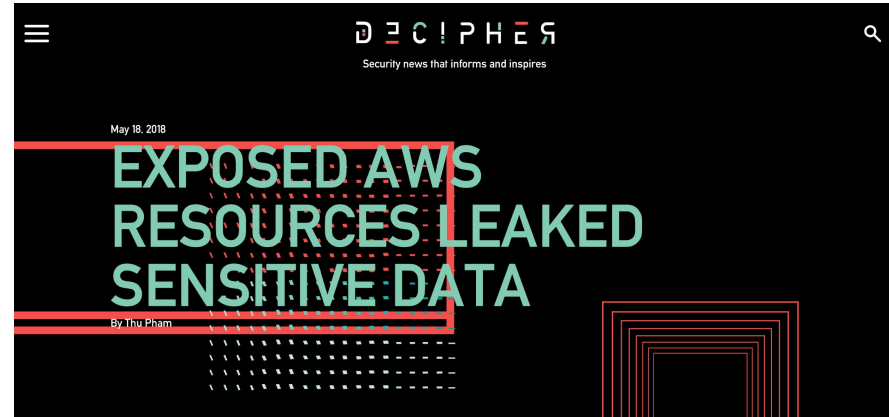 DECIPHER
Security news that informs and inspires
May 18, 2018
EXPOSED AWS
RESOURCES LEAKED
SENSITIVE DATA
By Thu Pham